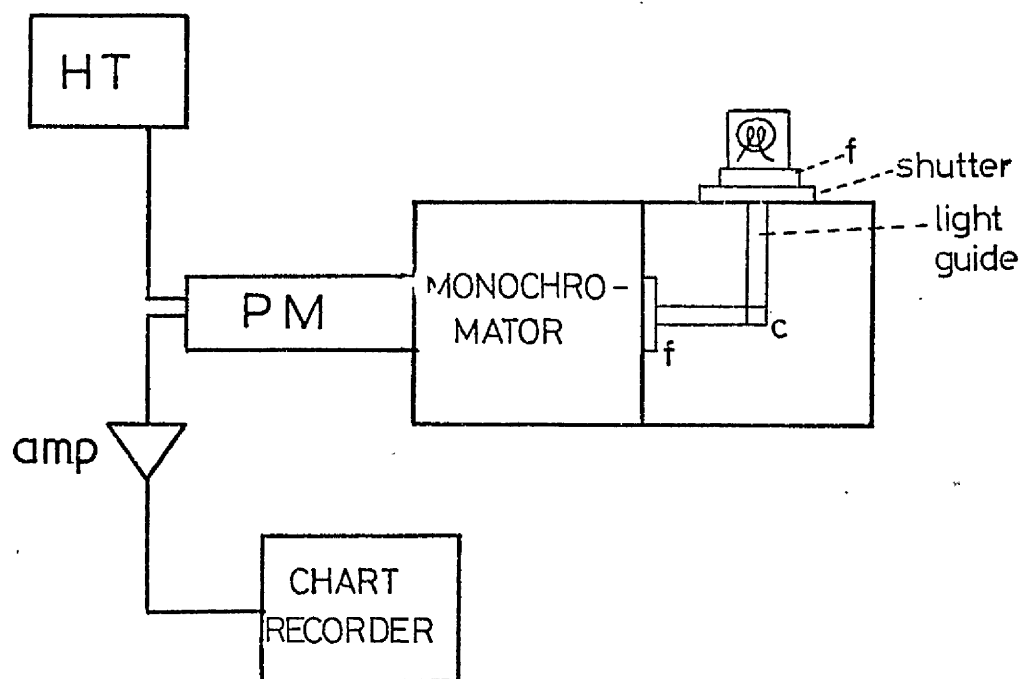 HT
f
shutter
light
guide
PM
MONOCHRO-
MATOR
f
c
amp
CHART
RECORDER